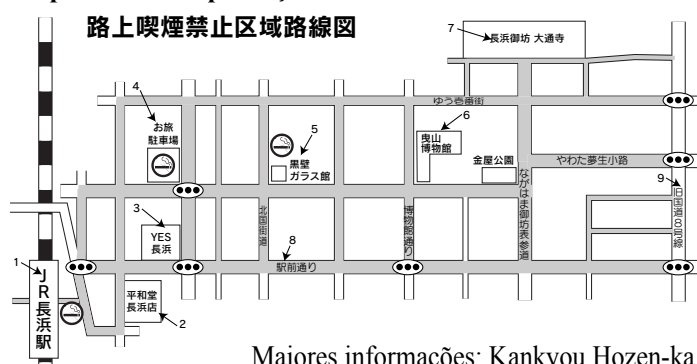 路上喫煙禁止区域路線図
7
長浜御坊 大通寺
4
お旅
駐車場
ゆう壱番街
5
黒壁
ガラス館
6
曳山
博物館
金屋公園
やわた夢生小路
9
旧国道8号線
3
YES
長浜
北国街道
8
駅前通り
博物館通り
ながはま御坊表参道
1
JR長浜駅
平和堂
長浜店
2
Maiores informações: Kankyou Hozen-ka